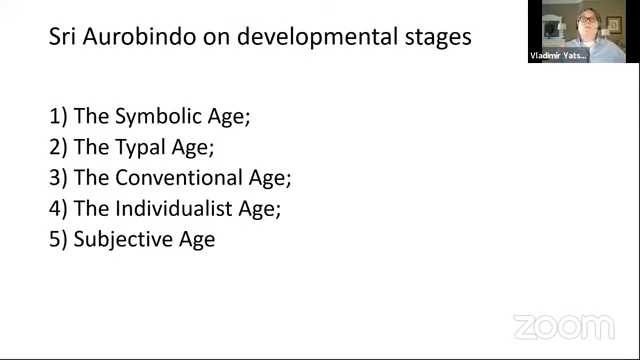 Sri Aurobindo on developmental stages
Vladimir Yats...
1) The Symbolic Age;
2) The Typal Age;
3) The Conventional Age;
4) The Individualist Age;
5) Subjective Age
zoom